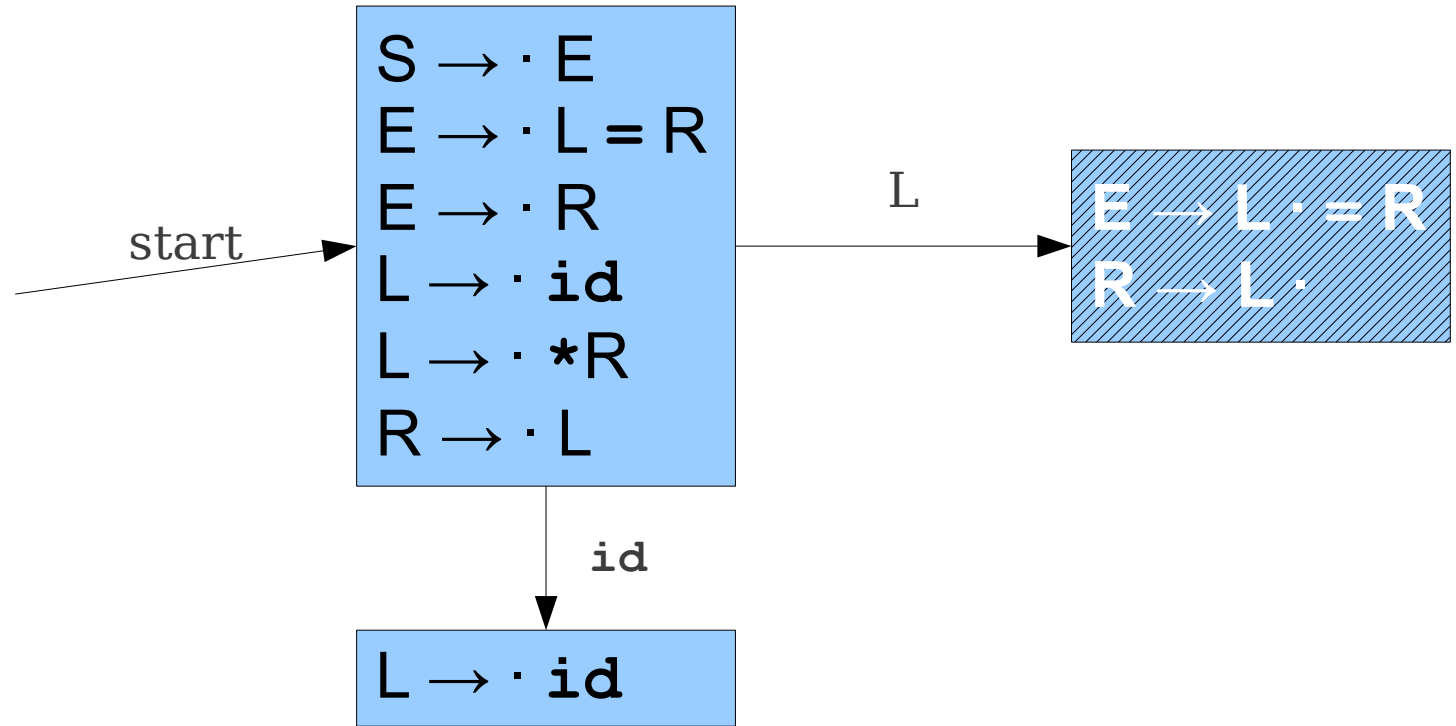 S → · E
E → · L = R
E → · R
L → · id
L → · *R
R → · L
start
L
E → L · = R
R → L ·
id
L → · id